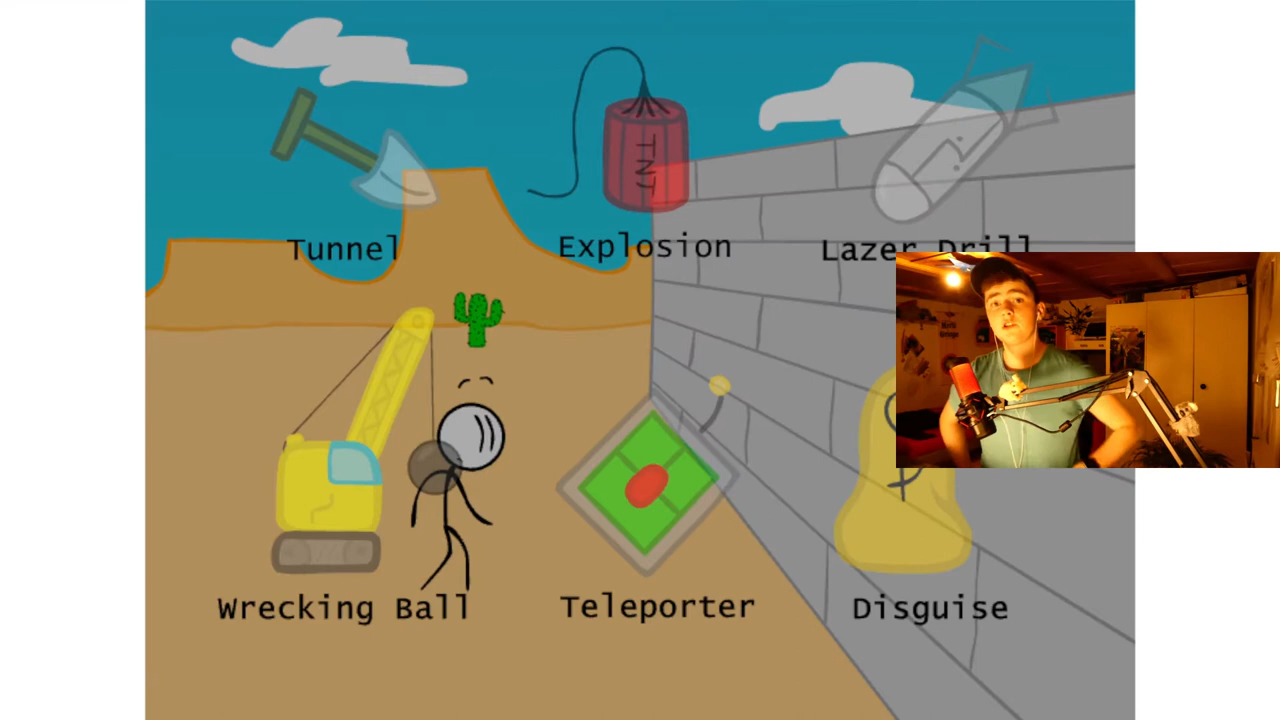 TNT
Tunnel
Explosion
Lazer Drill
Wrecking Ball
Teleporter
Disguise